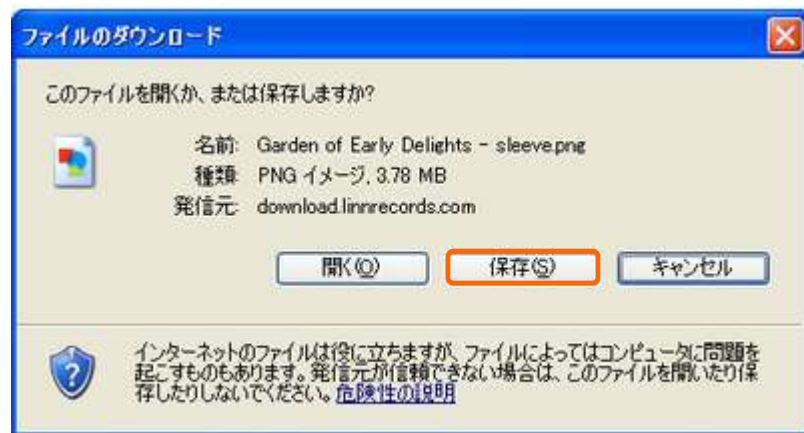 ファイルのダウンロード
このファイルを開くか、または保存しますか?
名前: Garden of Early Delights - sleeve.png
種類: PNG イメージ, 3.78 MB
発信元: download.linnrecords.com
開く(O) 保存(S) キャンセル
インターネットのファイルは役に立ちますが、ファイルによってはコンピュータに問題を
起こすものもあります。発信元が信頼できない場合は、このファイルを開いたり保
存したりしないでください。危険性の説明